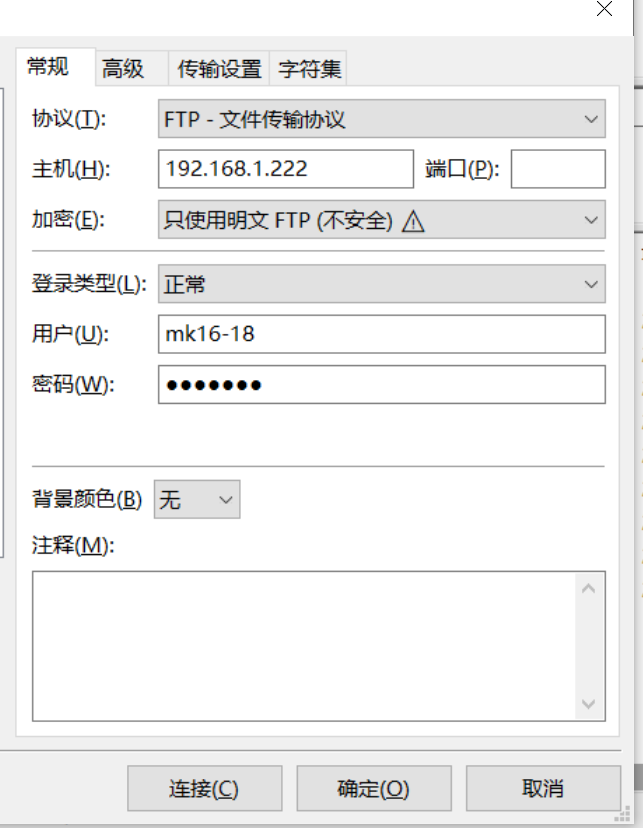 常规 高级 传输设置 字符集
协议(T): FTP - 文件传输协议
主机(H): 192.168.1.222 端口(P):
加密(E): 只使用明文 FTP (不安全) ⚠
登录类型(L): 正常
用户(U): mk16-18
密码(W): ●●●●●●●
背景颜色(B) 无
注释(M):
连接(C) 确定(O) 取消